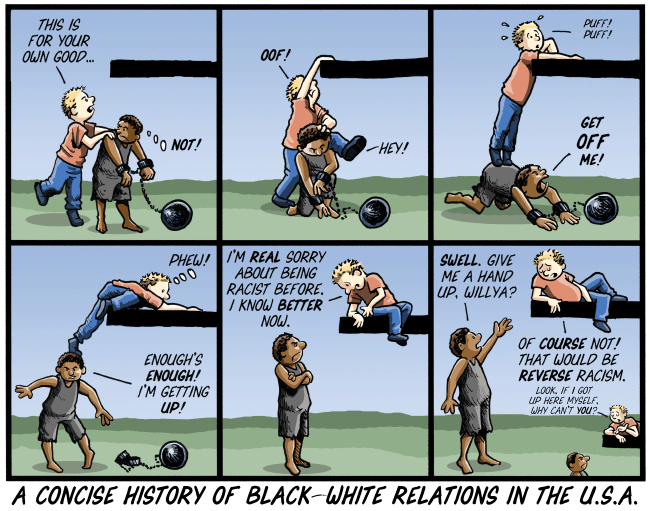 THIS IS
FOR YOUR
OWN GOOD...
NOT!
OOF!
HEY!
PUFF!
PUFF!
GET
OFF
ME!
PHEW!
ENOUGH'S
ENOUGH!
I'M GETTING
UP!
I'M REAL SORRY
ABOUT BEING
RACIST BEFORE.
I KNOW BETTER
NOW.
SWELL. GIVE
ME A HAND
UP, WILLYA?
OF COURSE NOT!
THAT WOULD BE
REVERSE RACISM.
LOOK, IF I GOT
UP HERE MYSELF,
WHY CAN'T YOU?
A CONCISE HISTORY OF BLACK-WHITE RELATIONS IN THE U.S.A.